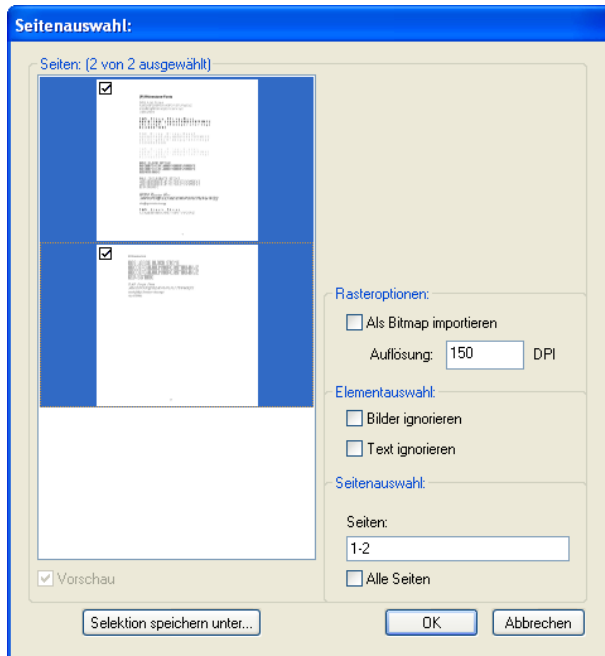 Seitenauswahl:
Seiten: (2 von 2 ausgewählt)
Rasteroptionen:
Als Bitmap importieren
Auflösung: 150 DPI
Elementauswahl:
Bilder ignorieren
Text ignorieren
Seitenauswahl:
Seiten:
1-2
Vorschau
Alle Seiten
Selektion speichern unter...
OK
Abbrechen